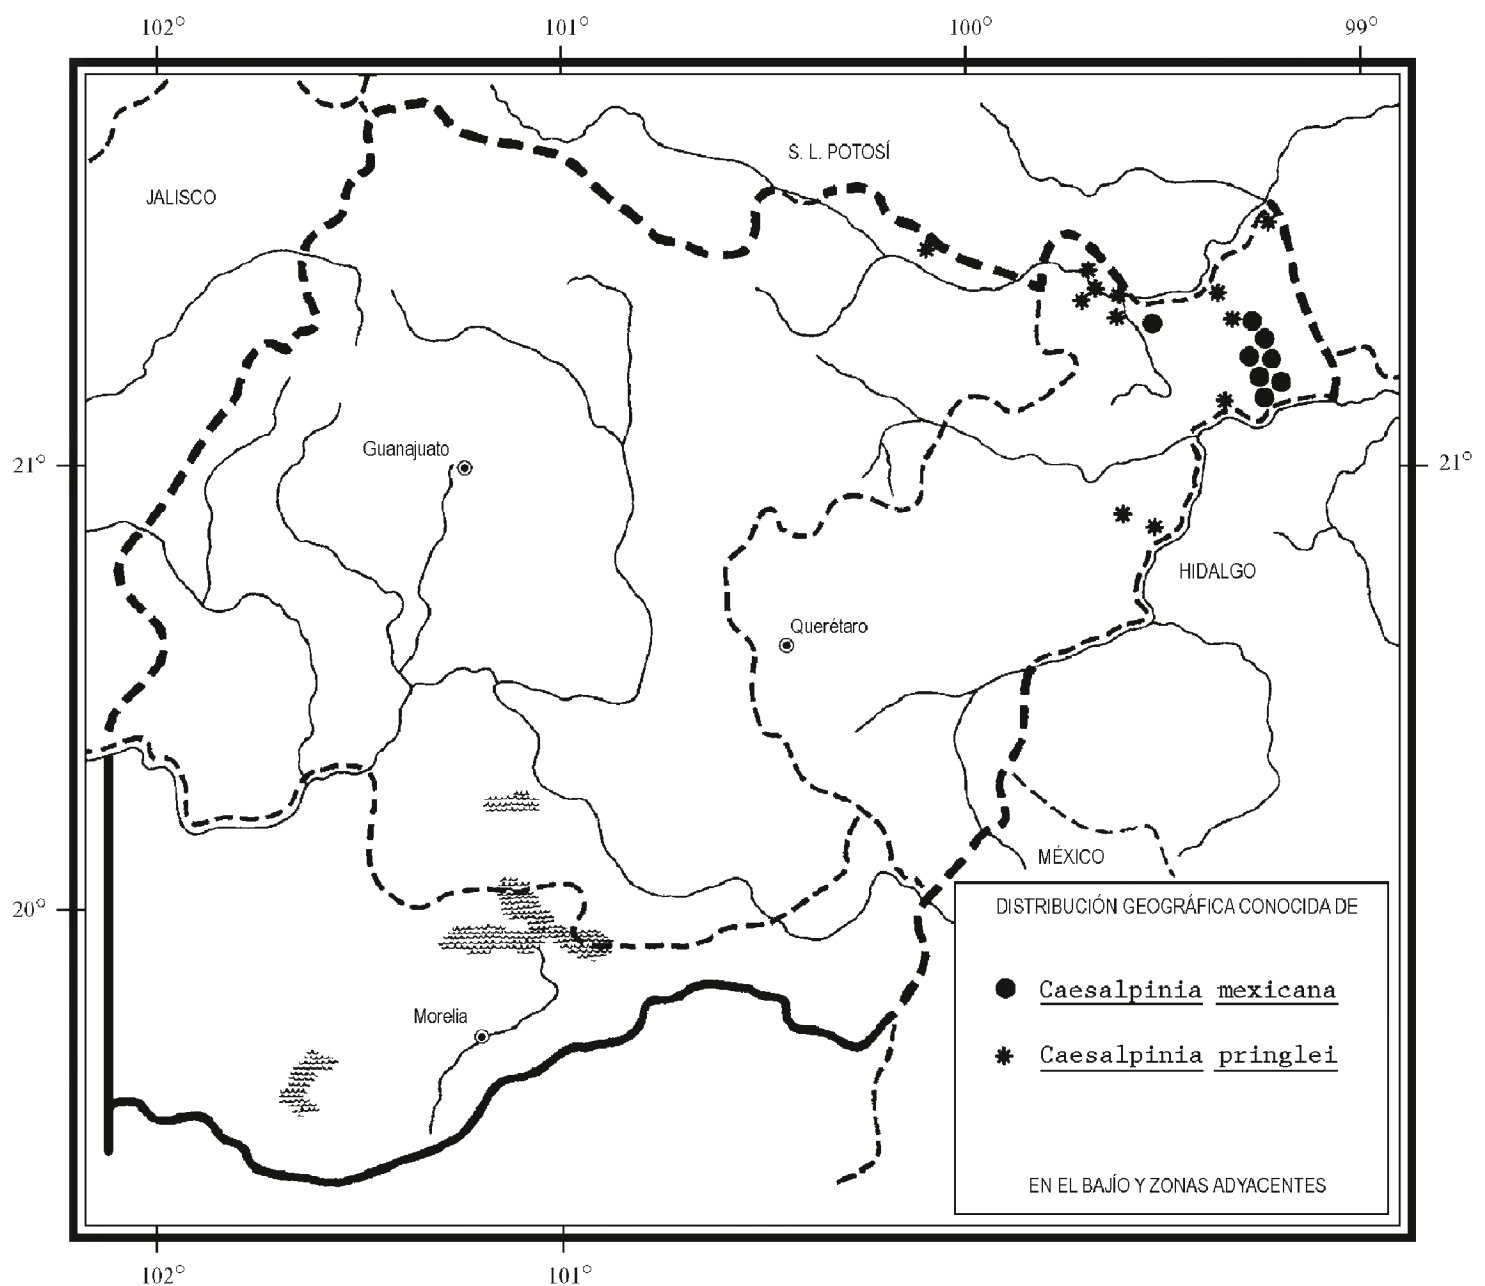 102° 101° 100° 99°
S. L. POTOSÍ
JALISCO
Guanajuato
21° 21°
HIDALGO
Querétaro
MÉXICO
20°
DISTRIBUCIÓN GEOGRÁFICA CONOCIDA DE
Caesalpinia mexicana
Morelia
Caesalpinia pringlei
EN EL BAJÍO Y ZONAS ADYACENTES
102° 101°